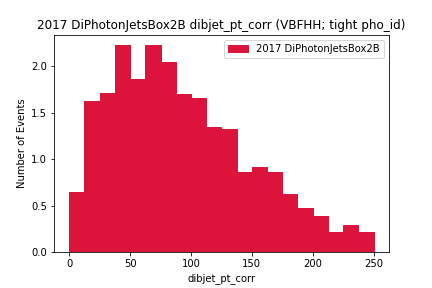 2017 DiPhotonJetsBox2B dibjet_pt_corr (VBFHH; tight pho_id)
2017 DiPhotonJetsBox2B
Number of Events
2.0
1.5
1.0
0.5
0.0
0 50 100 150 200 250
dibjet_pt_corr